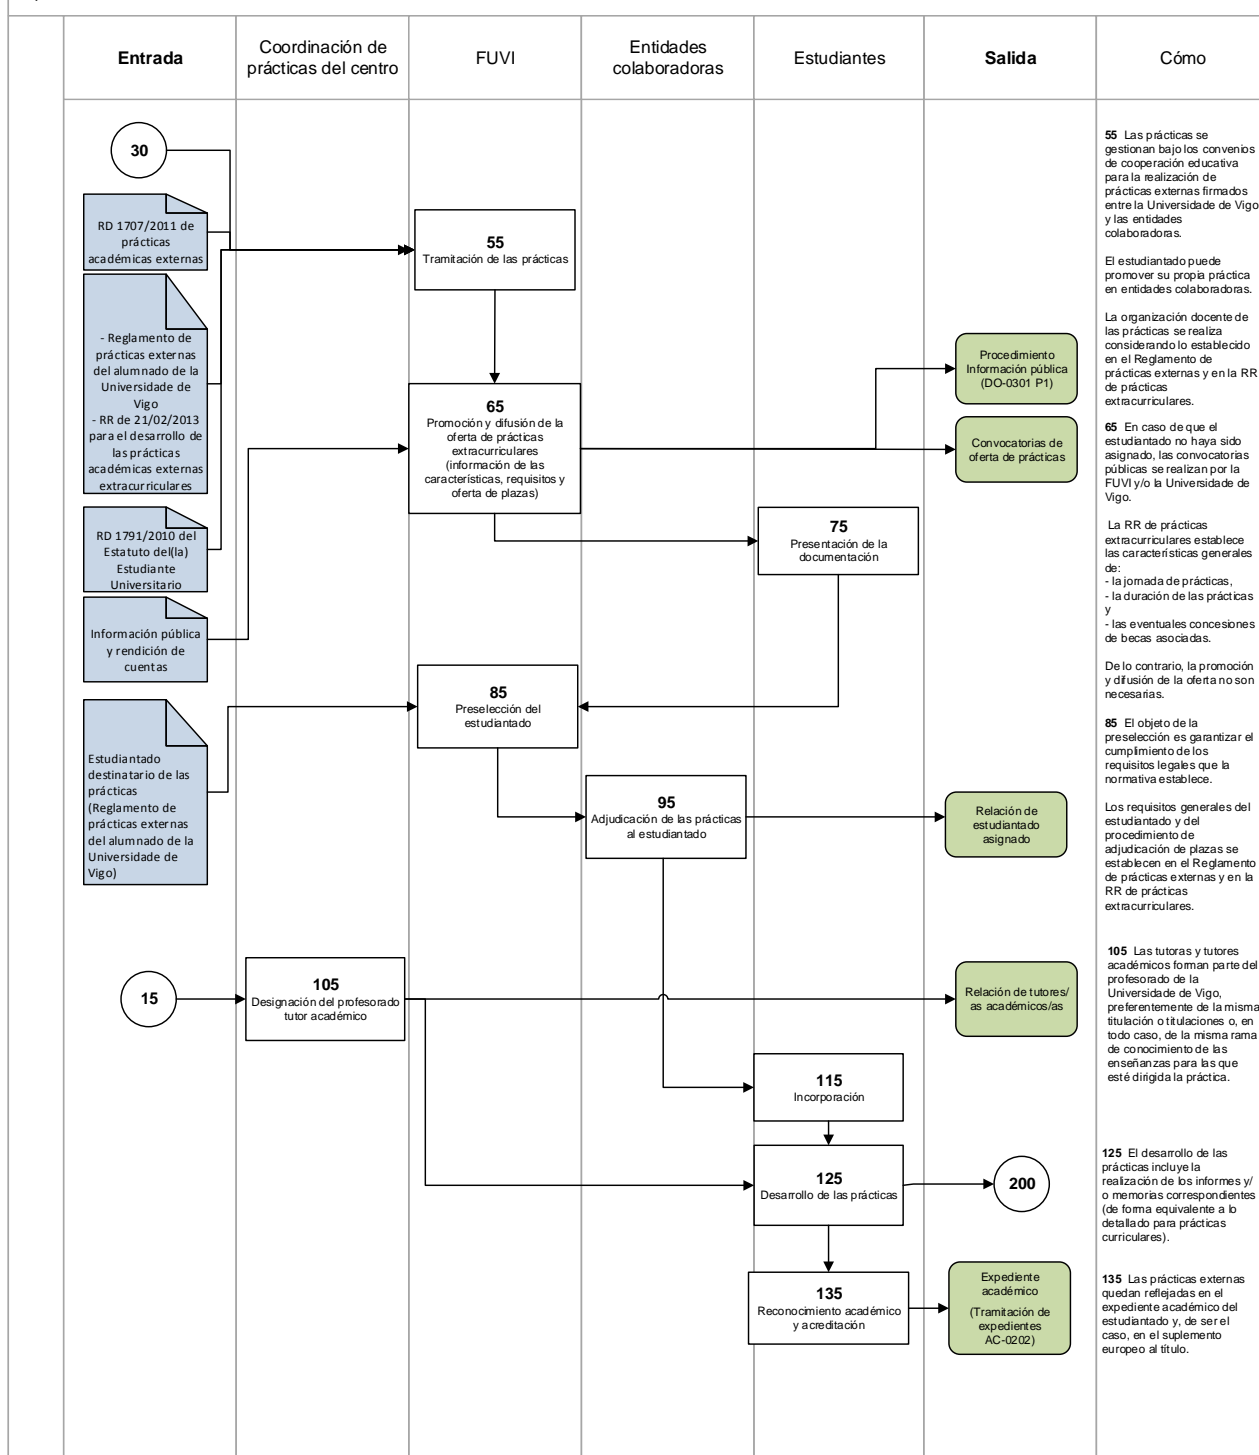 Entrada
Coordinación de
prácticas del centro
FUVI
Entidades
colaboradoras
Estudiantes
Salida
Cómo
30
RD 1707/2011 de
prácticas
académicas externas
- Reglamento de
prácticas externas
del alumnado de la
Universidade de
Vigo
- RR de 21/02/2013
para el desarrollo de
las prácticas
académicas externas
extracurriculares
RD 1791/2010 del
Estatuto del(la)
Estudiante
Universitario
Información pública
y rendición de
cuentas
Estudiantado
destinatario de las
prácticas
(Reglamento de
prácticas externas
del alumnado de la
Universidade de
Vigo)
15
55
Tramitación de las prácticas
65
Promoción y difusión de la
oferta de prácticas
extracurriculares
(información de las
características, requisitos y
oferta de plazas)
75
Presentación de la
documentación
85
Preselección del
estudiantado
95
Adjudicación de las prácticas
al estudiantado
105
Designación del profesorado
tutor académico
115
Incorporación
125
Desarrollo de las prácticas
135
Reconocimiento académico
y acreditación
Procedimiento
Información pública
(DO-0301 P1)
Convocatorias de
oferta de prácticas
Relación de
estudiantado
asignado
Relación de tutores/
as académicos/as
200
Expediente
académico
(Tramitación de
expedientes
AC-0202)
55 Las prácticas se
gestionan bajo los convenios
de cooperación educativa
para la realización de
prácticas externas firmados
entre la Universidade de Vigo
y las entidades
colaboradoras.
El estudiantado puede
promover su propia práctica
en entidades colaboradoras.
La organización docente de
las prácticas se realiza
considerando lo establecido
en el Reglamento de
prácticas externas y en la RR
de prácticas
extracurriculares.
65 En caso de que el
estudiantado no haya sido
asignado, las convocatorias
públicas se realizan por la
FUVI y/o la Universidade de
Vigo.
La RR de prácticas
extracurriculares establece
las características generales
de:
- la jornada de prácticas,
- la duración de las prácticas
y
- las eventuales concesiones
de becas asociadas.
De lo contrario, la promoción
y difusión de la oferta no son
necesarias.
85 El objeto de la
preselección es garantizar el
cumplimiento de los
requisitos legales que la
normativa establece.
Los requisitos generales del
estudiantado y del
procedimiento de
adjudicación de plazas se
establecen en el Reglamento
de prácticas externas y en la
RR de prácticas
extracurriculares.
105 Las tutoras y tutores
académicos forman parte del
profesorado de la
Universidade de Vigo,
preferentemente de la misma
titulación o titulaciones o, en
todo caso, de la misma rama
de conocimiento de las
enseñanzas para las que
esté dirigida la práctica.
125 El desarrollo de las
prácticas incluye la
realización de los informes y/
o memorias correspondientes
(de forma equivalente a lo
detallado para prácticas
curriculares).
135 Las prácticas externas
quedan reflejadas en el
expediente académico del
estudiantado y, de ser el
caso, en el suplemento
europeo al título.